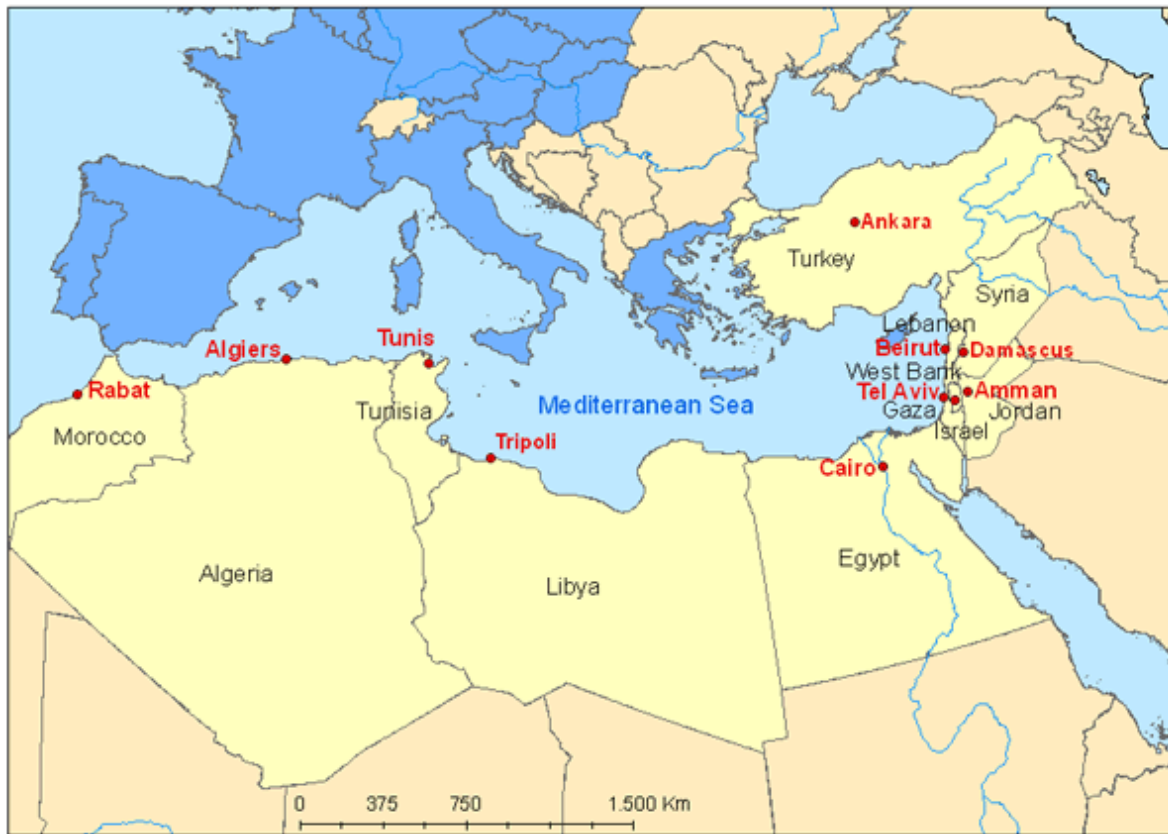 Ankara
Turkey
Syria
Lebanon
Tunis
Algiers
Beirut
Damascus
West Bank
Rabat
Tel Aviv
Amman
Mediterranean Sea
Tunisia
Gaza
Jordan
Morocco
Israel
Tripoli
Cairo
Egypt
Algeria
Libya
0 375 750 1.500 Km